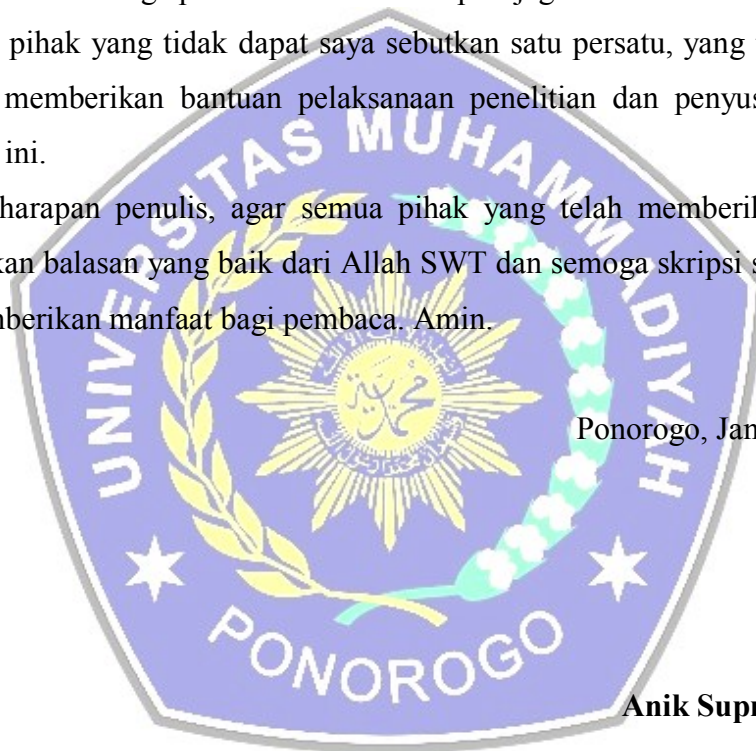 pihak yang tidak dapat saya sebutkan satu persatu, yang
memberikan bantuan pelaksanaan penelitian dan penyus
ini.
harapan penulis, agar semua pihak yang telah memberik
kan balasan yang baik dari Allah SWT dan semoga skripsi s
berikan manfaat bagi pembaca. Amin.
Ponorogo, Jan
Anik Supr
UNIVERSITAS MUHAMMADIYAH
PONOROGO